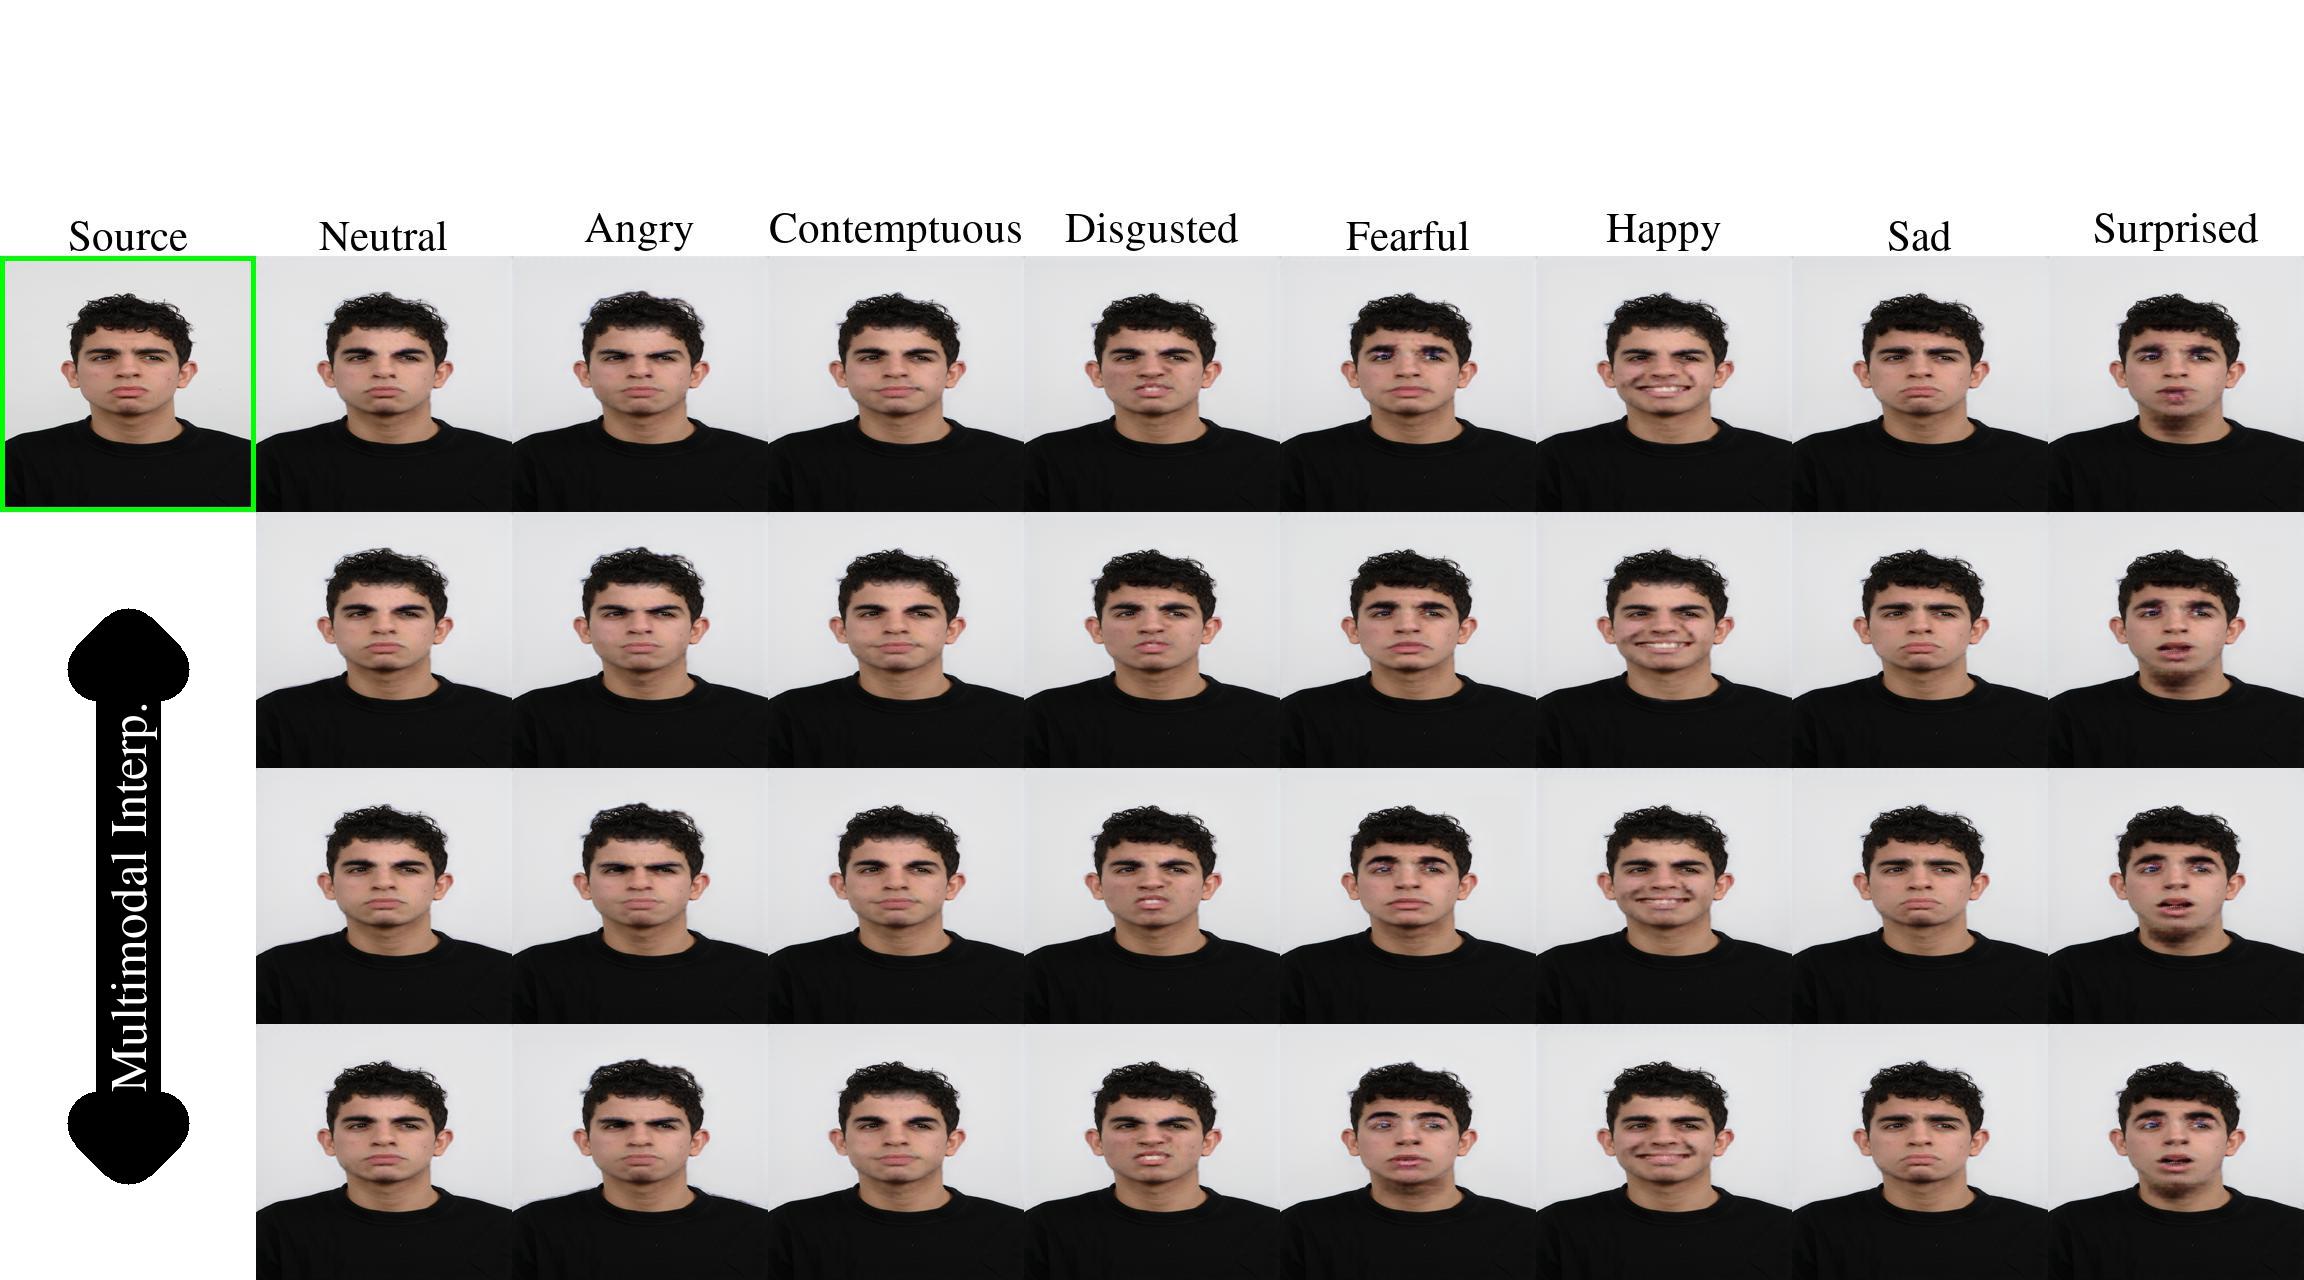 Source
Neutral
Angry
Contemptuous
Disgusted
Fearful
Happy
Sad
Surprised
Multimodal Interp.